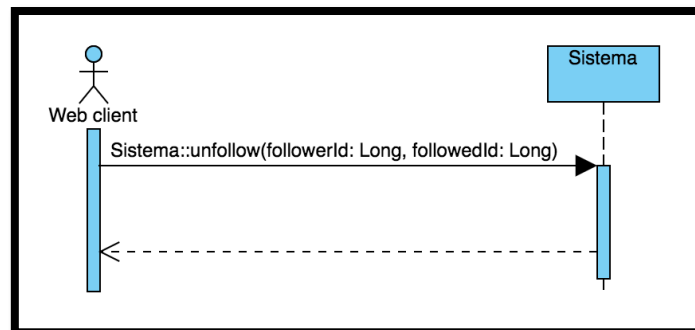 Sistema
Web client
Sistema::unfollow(followerId: Long, followedId: Long)